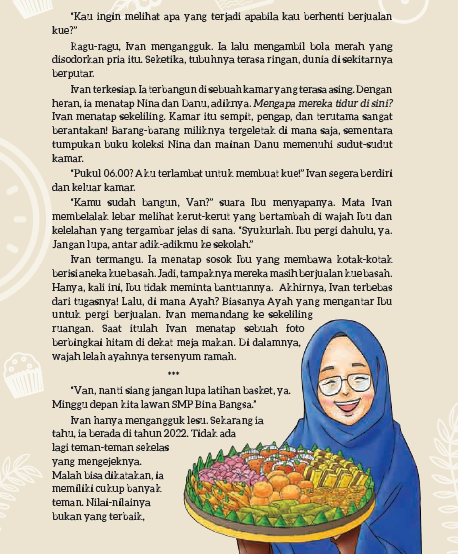 "Kau ingin melihat apa yang terjadi apabila kau berhenti berjualan
kue?"
Ragu-ragu, Ivan mengangguk. Ia lalu mengambil bola merah yang
disodorkan pria itu. Seketika, tubuhnya terasa ringan, dunia di sekitarnya
berputar.
Ivan terkesiap. Ia terbangun di sebuah kamar yang terasa asing. Dengan
heran, ia menatap Nina dan Danu, adiknya. Mengapa mereka tidur di sini?
Ivan menatap sekeliling. Kamar itu sempit, pengap, dan terutama sangat
berantakan! Barang-barang miliknya tergeletak di mana saja, sementara
tumpukan buku koleksi Nina dan mainan Danu memenuhi sudut-sudut
kamar.
"Pukul 06.00? Aku terlambat untuk membuat kue!" Ivan segera berdiri
dan keluar kamar.
"Kamu sudah bangun, Van?" suara Ibu menyapanya. Mata Ivan
membelalak lebar melihat kerut-kerut yang bertambah di wajah Ibu dan
kelelahan yang tergambar jelas di sana. "Syukurlah. Ibu pergi dahulu, ya.
Jangan lupa, antar adik-adikmu ke sekolah."
Ivan termangu. Ia menatap sosok Ibu yang membawa kotak-kotak
berisi aneka kue basah. Jadi, tampaknya mereka masih berjualan kue basah.
Hanya, kali ini, Ibu tidak meminta bantuannya. Akhirnya, Ivan terbebas
dari tugasnya! Lalu, di mana Ayah? Biasanya Ayah yang mengantar Ibu
untuk pergi berjualan. Ivan memandang ke sekeliling
ruangan. Saat itulah Ivan menatap sebuah foto
berbingkai hitam di dekat meja makan. Di dalamnya,
wajah lelah ayahnya tersenyum ramah.
***
"Van, nanti siang jangan lupa latihan basket, ya.
Minggu depan kita lawan SMP Bina Bangsa."
Ivan hanya mengangguk lesu. Sekarang ia
tahu, ia berada di tahun 2022. Tidak ada
lagi teman-teman sekelas
yang mengejeknya.
Malah bisa dikatakan, ia
memiliki cukup banyak
teman. Nilai-nilainya
bukan yang terbaik,